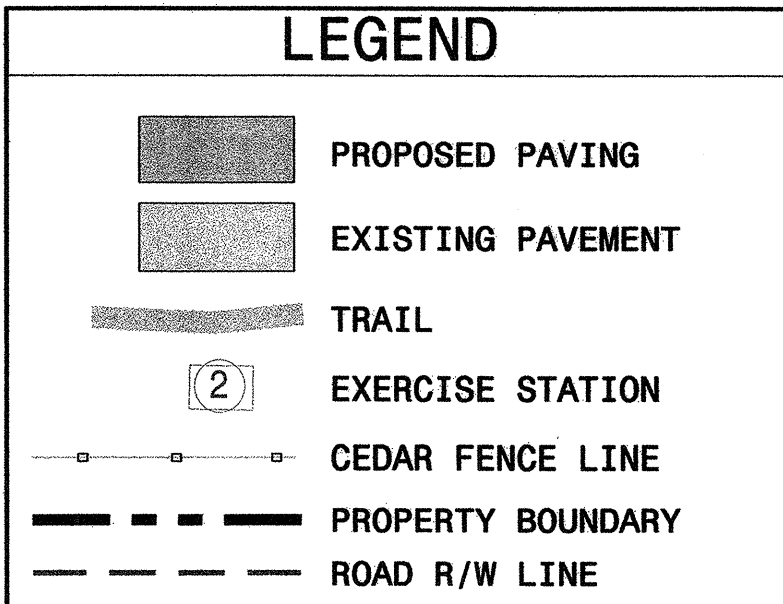 LEGEND
PROPOSED PAVING
EXISTING PAVEMENT
TRAIL
2 EXERCISE STATION
CEDAR FENCE LINE
PROPERTY BOUNDARY
ROAD R/W LINE